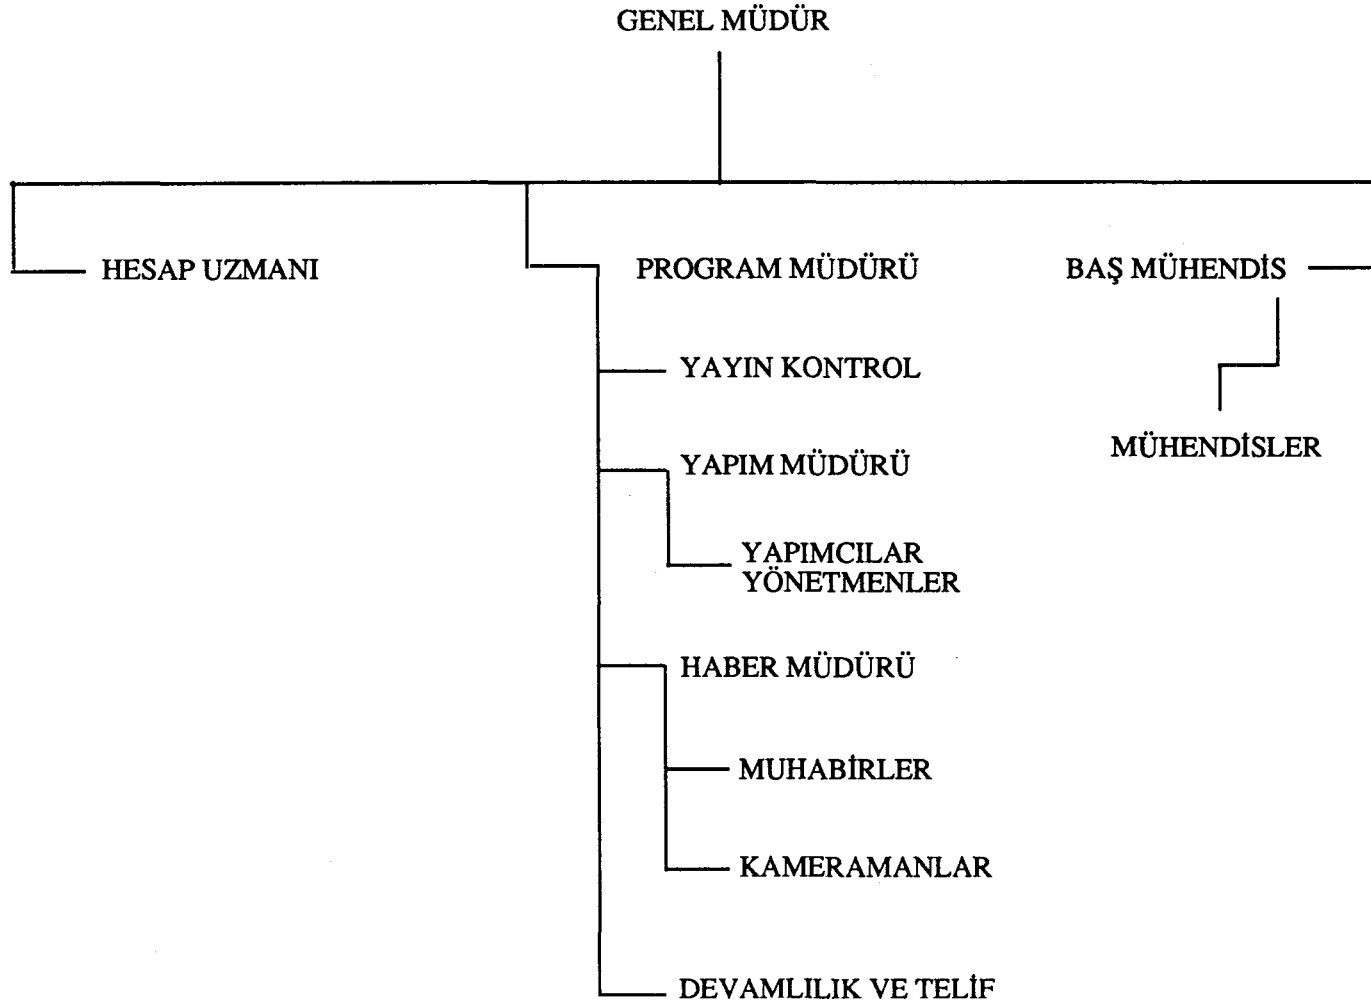 GENEL MÜDÜR
HESAP UZMANI
PROGRAM MÜDÜRÜ
BAŞ MÜHENDİS
YAYIN KONTROL
MÜHENDİSLER
YAPIM MÜDÜRÜ
YAPIMCILAR
YÖNETMENLER
HABER MÜDÜRÜ
MUHABİRLER
KAMERAMANLAR
DEVAMLILIK VE TELİF